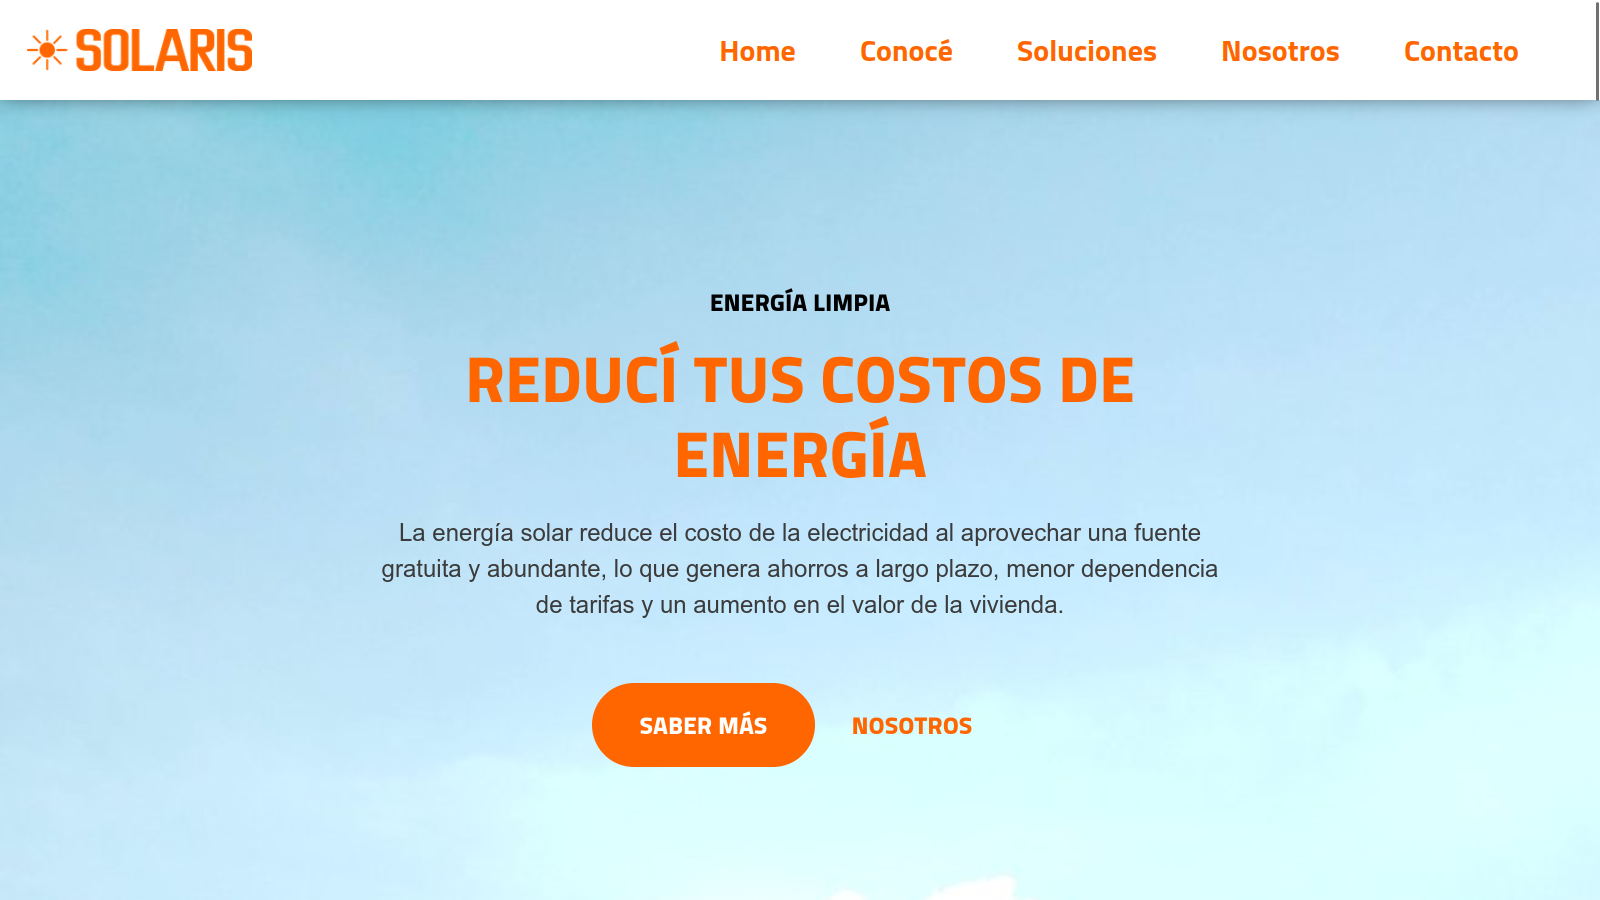 SOLARIS
Home Conocé Soluciones Nosotros Contacto
ENERGÍA LIMPIA
REDUCÍ TUS COSTOS DE
ENERGÍA
La energía solar reduce el costo de la electricidad al aprovechar una fuente
gratuita y abundante, lo que genera ahorros a largo plazo, menor dependencia
de tarifas y un aumento en el valor de la vivienda.
SABER MÁS NOSOTROS